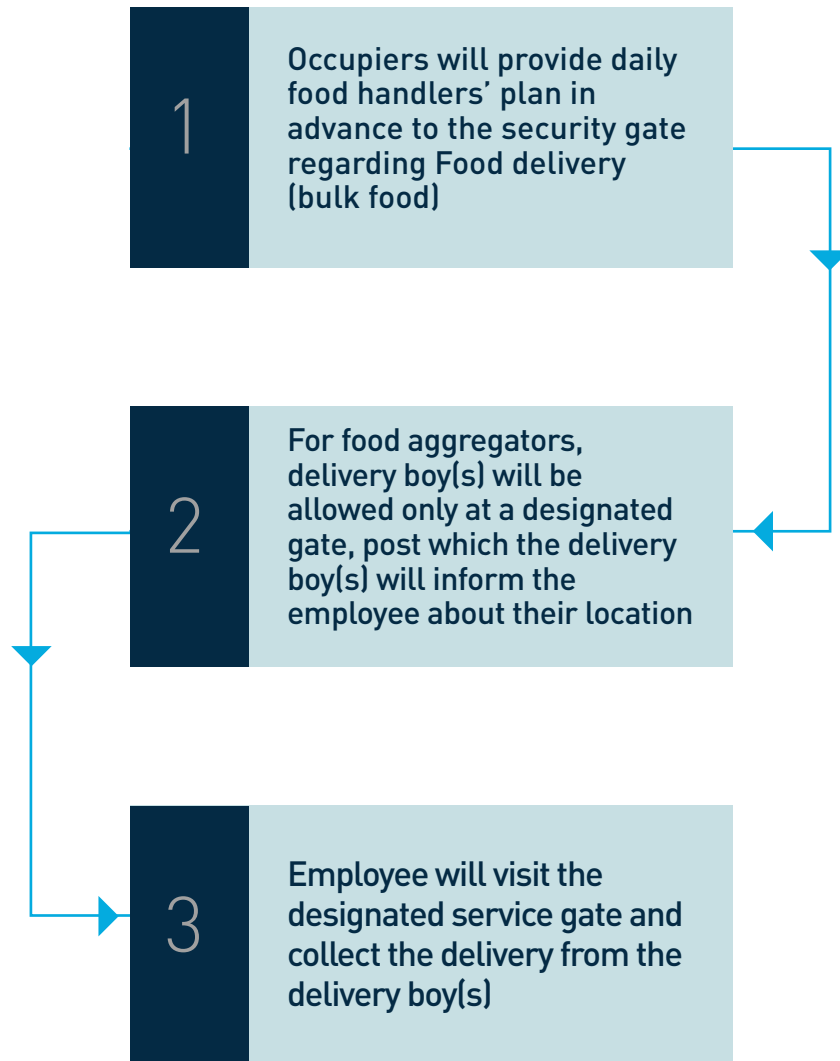 1
Occupiers will provide daily
food handlers’ plan in
advance to the security gate
regarding Food delivery
(bulk food)
2
For food aggregators,
delivery boy(s) will be
allowed only at a designated
gate, post which the delivery
boy(s) will inform the
employee about their location
3
Employee will visit the
designated service gate and
collect the delivery from the
delivery boy(s)